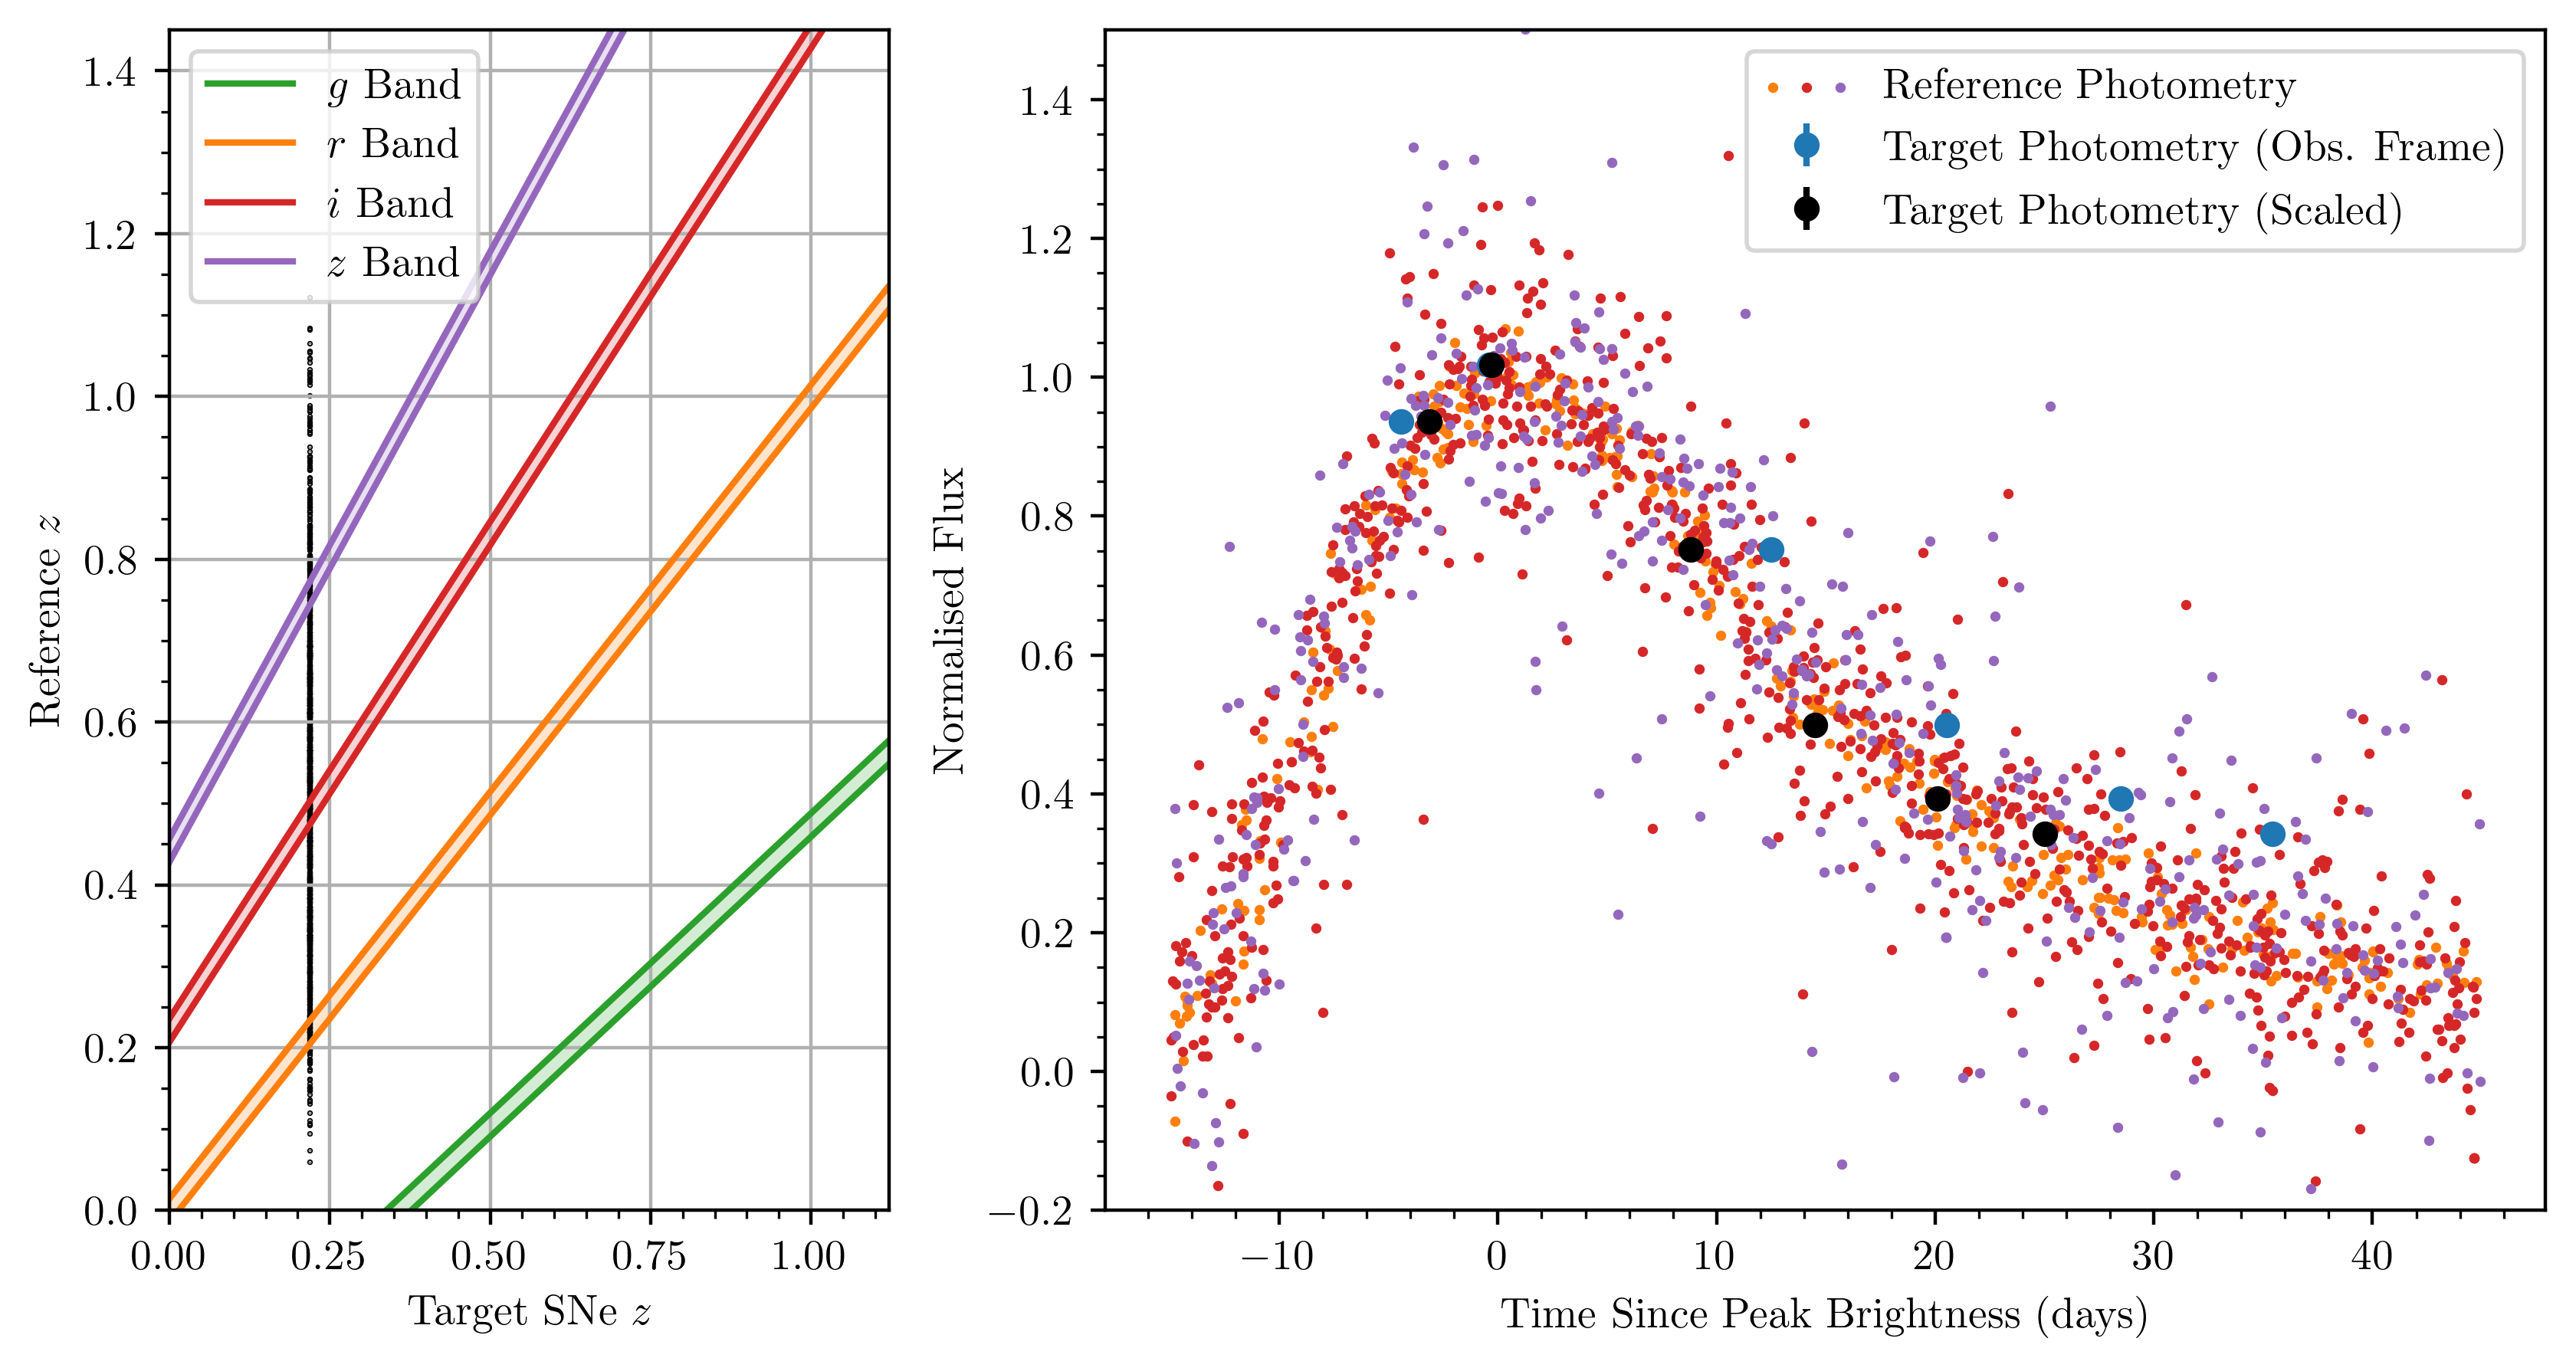 g Band
r Band
i Band
z Band
1.4
1.2
1.0
0.8
0.6
0.4
0.2
0.0
Reference z
0.00 0.25 0.50 0.75 1.00
Target SNe z
Reference Photometry
Target Photometry (Obs. Frame)
Target Photometry (Scaled)
1.4
1.2
1.0
0.8
0.6
0.4
0.2
0.0
−0.2
Normalised Flux
−10 0 10 20 30 40
Time Since Peak Brightness (days)